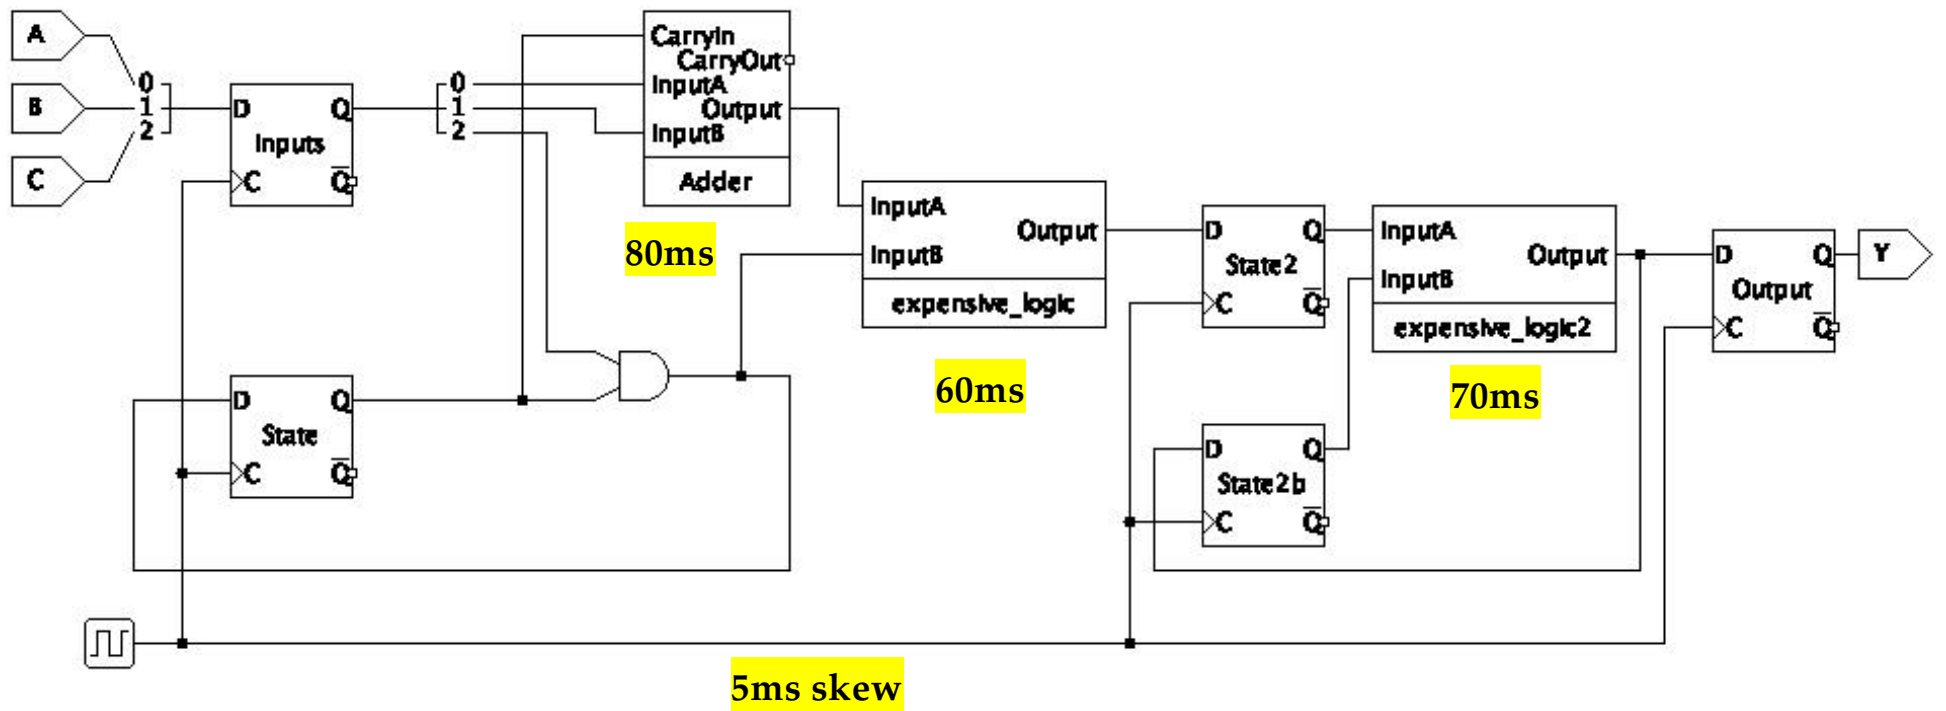 A
B
C
0
1
2
D Q
Inputs
C Q
0
1
2
CarryIn
CarryOut
InputA
Output
InputB
Adder
80ms
InputA
Output
InputB
expensive_logic
60ms
D Q
State2
C Q
InputA
Output
InputB
expensive_logic2
70ms
D Q
Output
C Q
Y
D Q
State
C Q
D Q
State2b
C Q
5ms skew